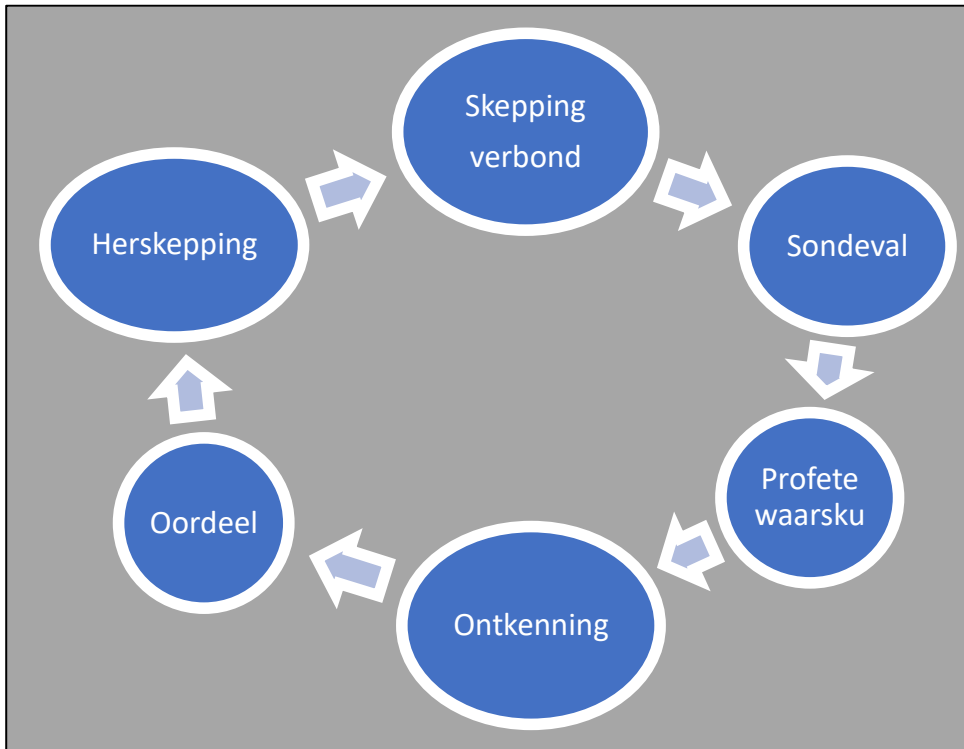 Skepping
verbond
Sondeval
Profete
waarsku
Ontkenning
Oordeel
Herskepping